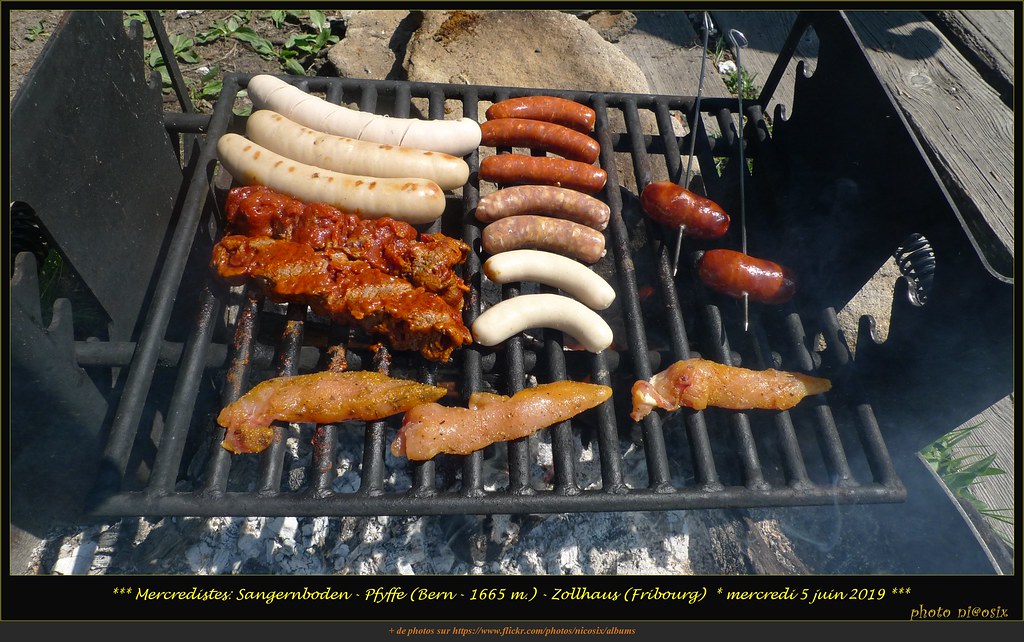 *** Mercredistes: Sangernboden - Pfyffe (Bern - 1665 m.) - Zollhaus (Fribourg) * mercredi 5 juin 2019 ***
photo ni@osix
+ de photos sur https://www.flickr.com/photos/nicosix/albums